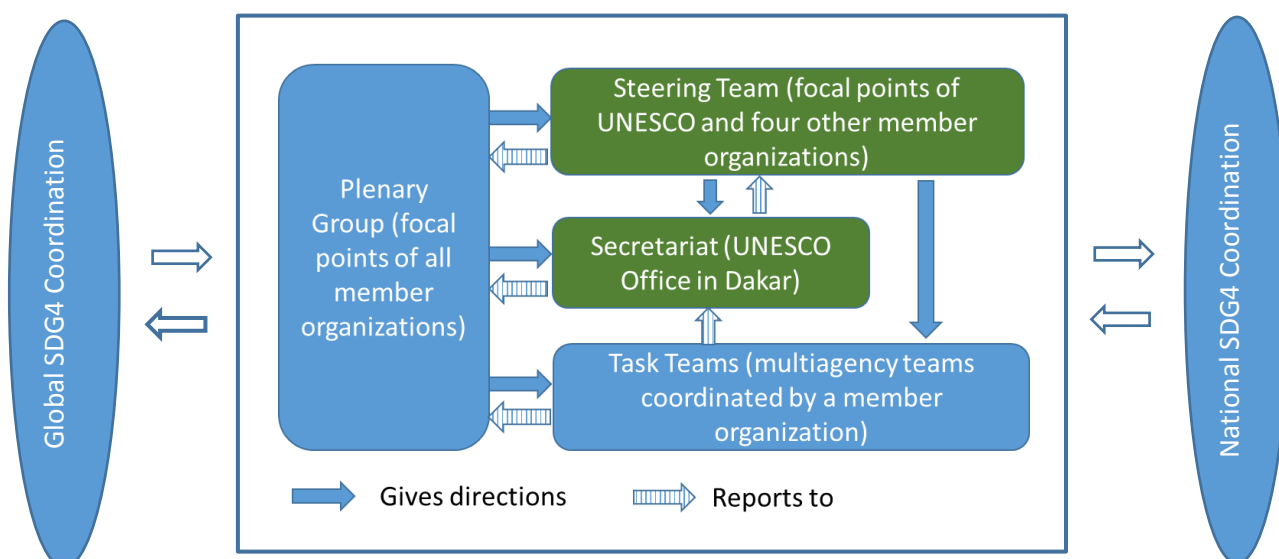 Global SDG4 Coordination
Plenary
Group (focal
points of all
member
organizations)
Steering Team (focal points of
UNESCO and four other member
organizations)
Secretariat (UNESCO
Office in Dakar)
Task Teams (multiagency teams
coordinated by a member
organization)
Gives directions
Reports to
National SDG4 Coordination